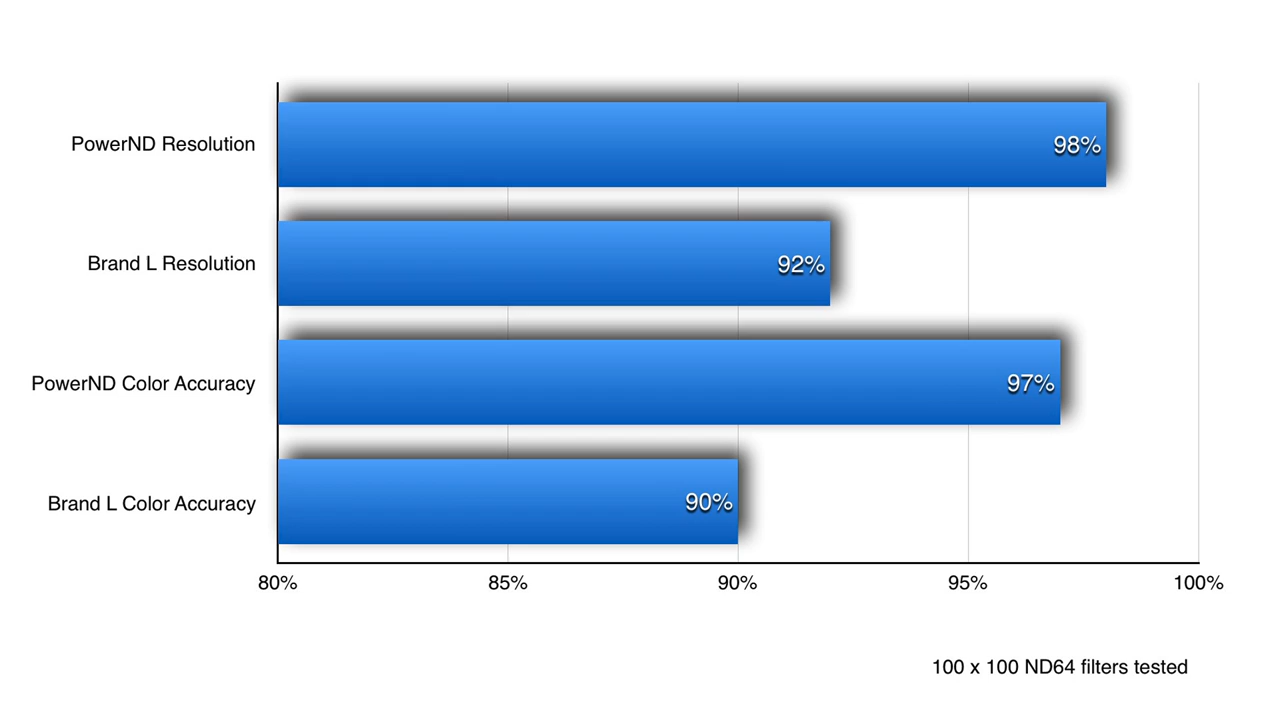 PowerND Resolution
98%
Brand L Resolution
92%
PowerND Color Accuracy
97%
Brand L Color Accuracy
90%
80% 85% 90% 95% 100%
100 x 100 ND64 filters tested